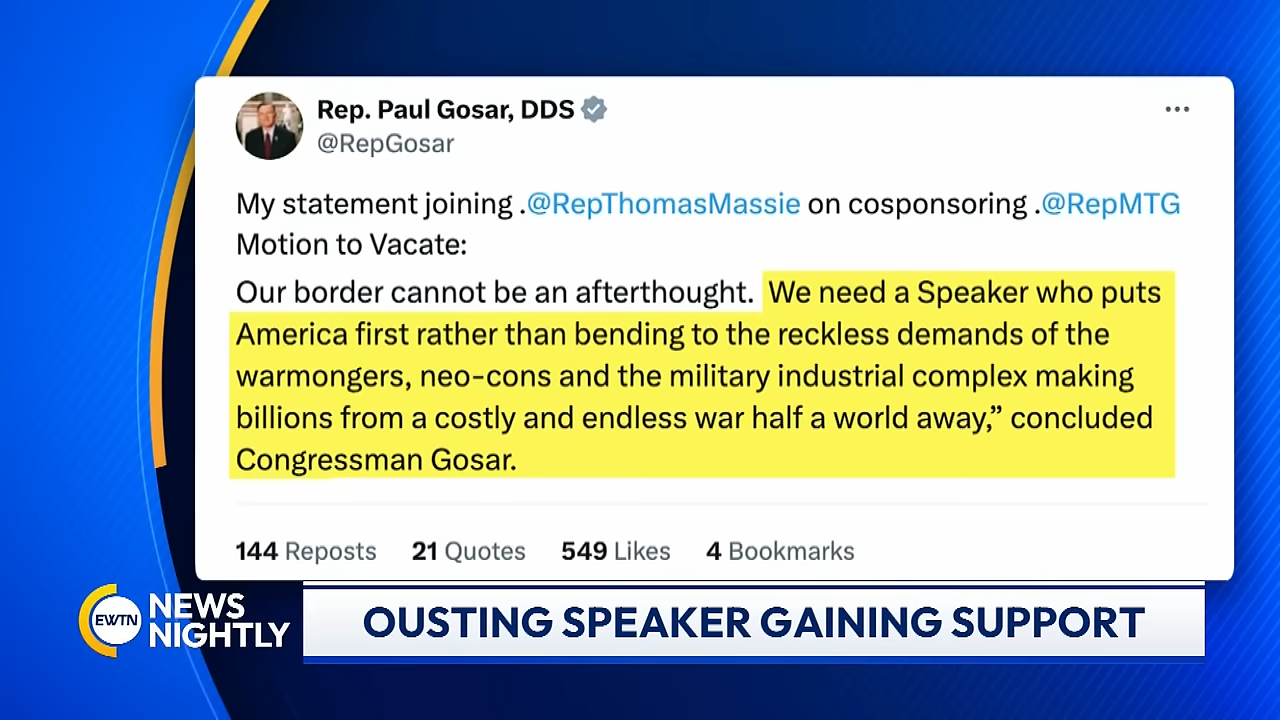 Rep. Paul Gosar, DDS
@RepGosar
My statement joining .@RepThomasMassie on cosponsoring .@RepMTG
Motion to Vacate:
Our border cannot be an afterthought. We need a Speaker who puts
America first rather than bending to the reckless demands of the
warmongers, neo-cons and the military industrial complex making
billions from a costly and endless war half a world away,” concluded
Congressman Gosar.
144 Reposts 21 Quotes 549 Likes 4 Bookmarks
EWTN NEWS
NIGHTLY
OUSTING SPEAKER GAINING SUPPORT